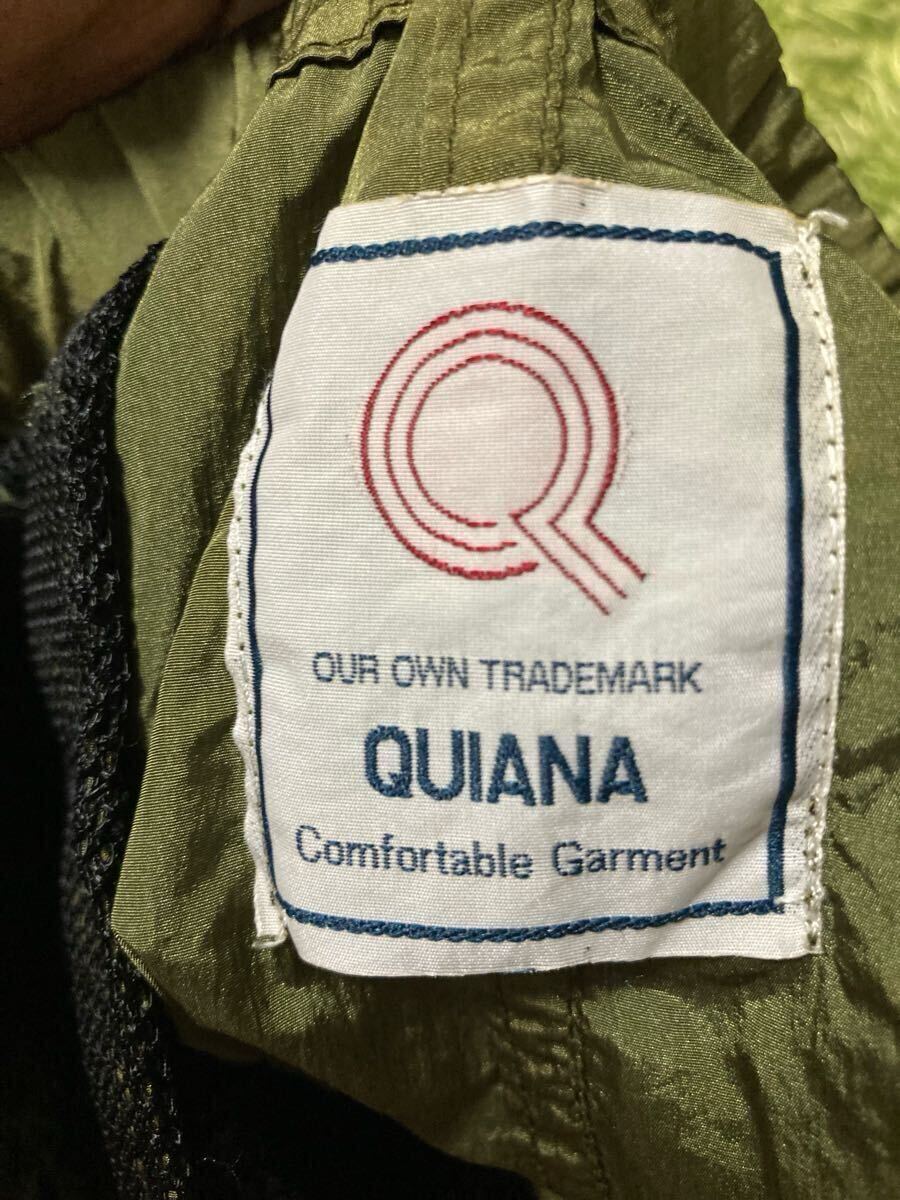 Q
OUR OWN TRADEMARK
QUIANA
Comfortable Garment